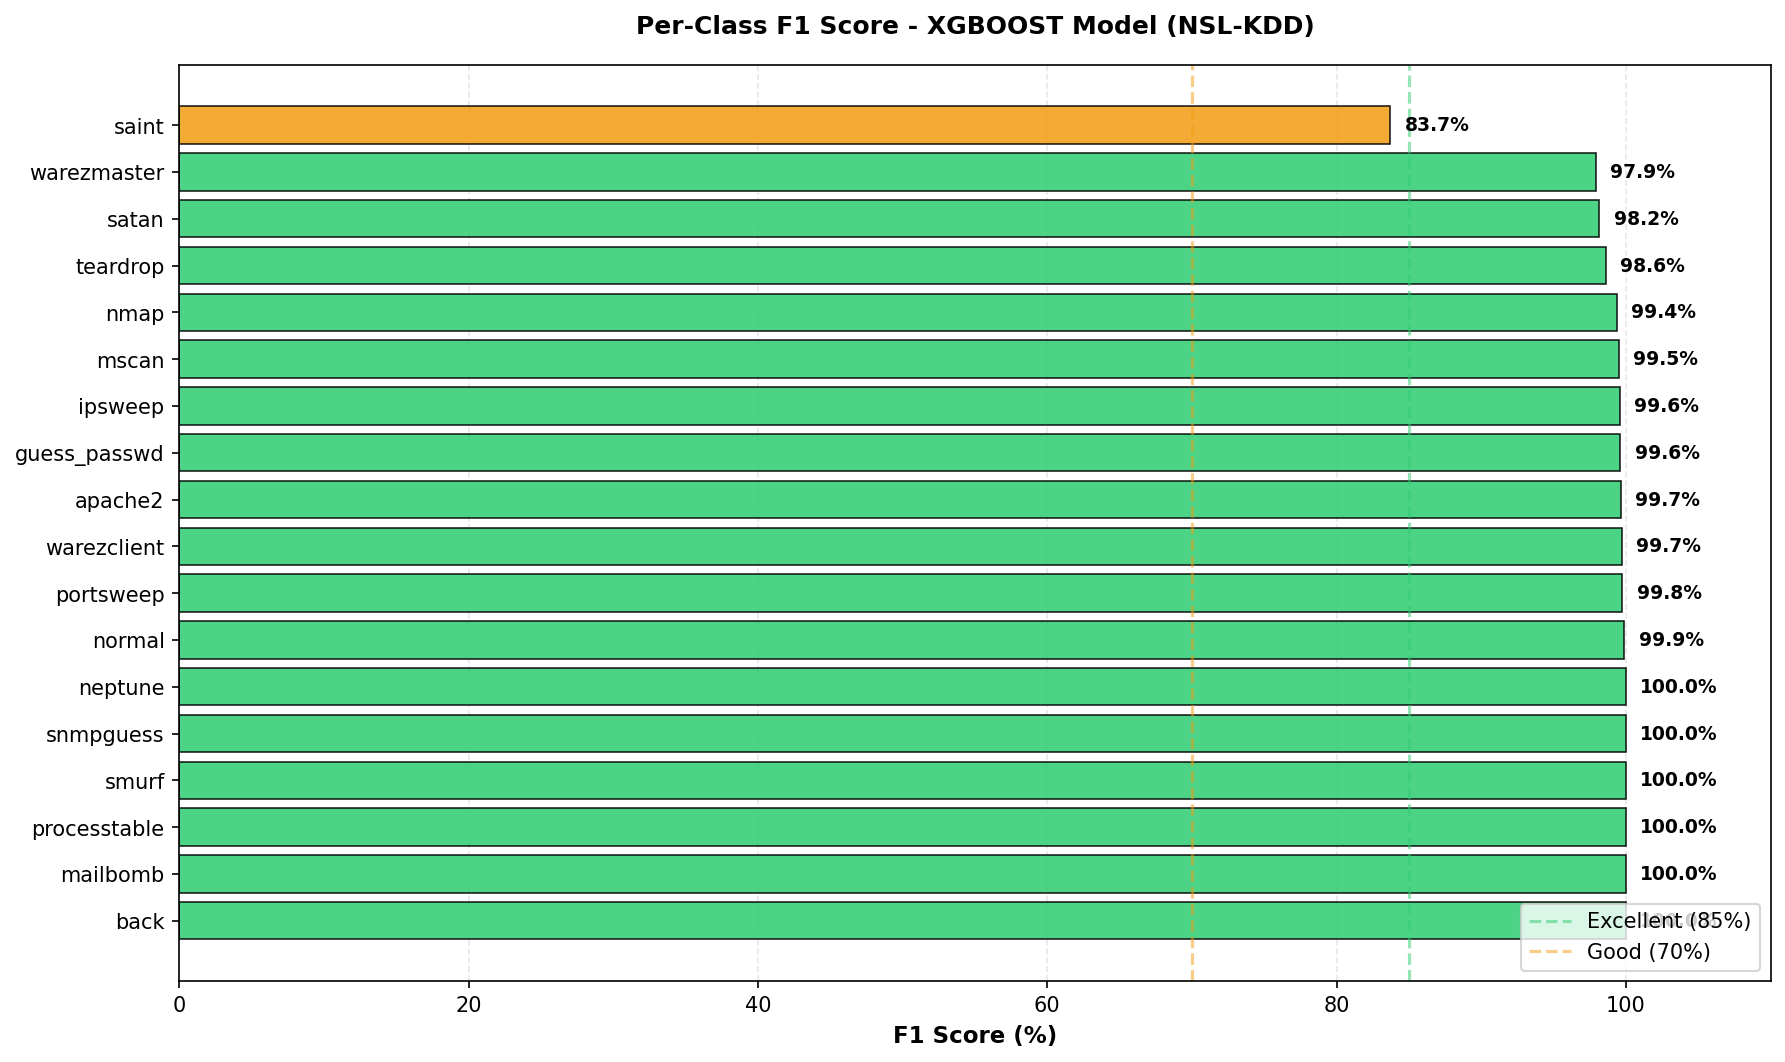 Per-Class F1 Score - XGBOOST Model (NSL-KDD)
saint 83.7%
warezmaster 97.9%
satan 98.2%
teardrop 98.6%
nmap 99.4%
mscan 99.5%
ipsweep 99.6%
guess_passwd 99.6%
apache2 99.7%
warezclient 99.7%
portsweep 99.8%
normal 99.9%
neptune 100.0%
snmpguess 100.0%
smurf 100.0%
processtable 100.0%
mailbomb 100.0%
back
Excellent (85%)
Good (70%)
0 20 40 60 80 100
F1 Score (%)